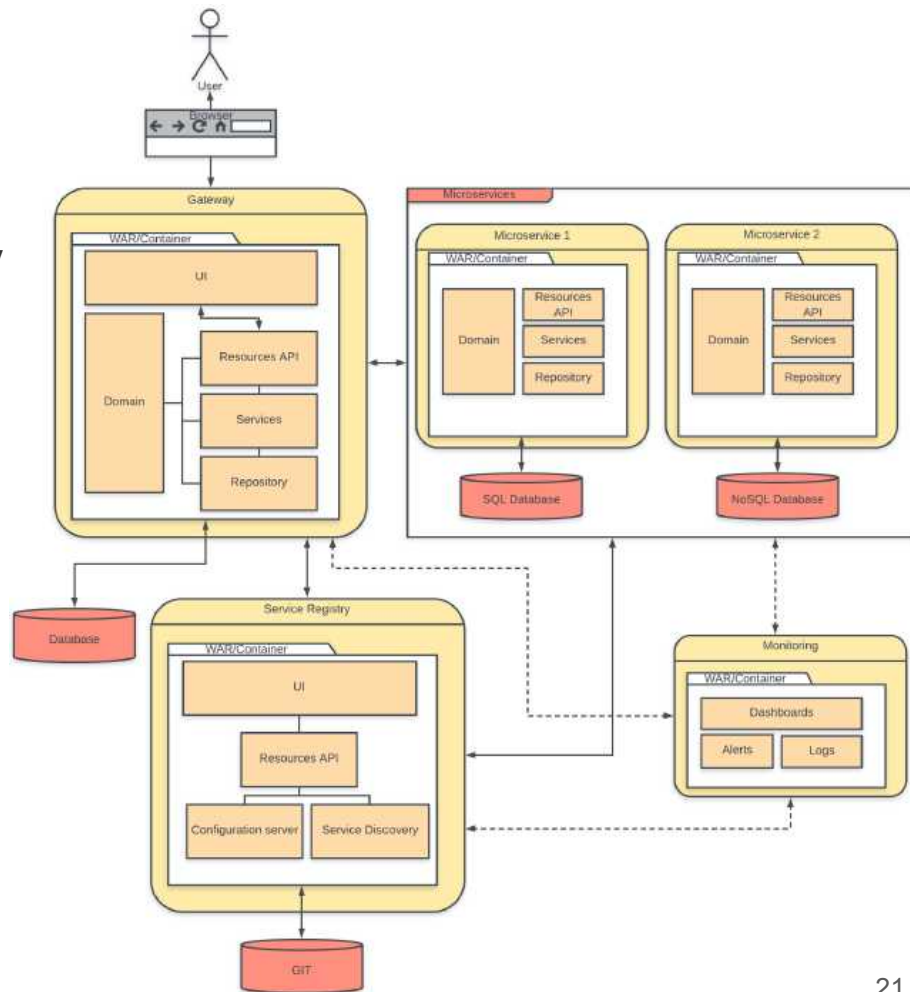 User
Browser
Gateway
WAR/Container
UI
Resources API
Domain
Services
Repository
Microservices
Microservice 1
WAR/Container
Domain
Resources
API
Services
Repository
SQL Database
Microservice 2
WAR/Container
Domain
Resources
API
Services
Repository
NoSQL Database
Database
Service Registry
WAR/Container
UI
Resources API
Configuration server
Service Discovery
GIT
Monitoring
WAR/Container
Dashboards
Alerts
Logs
21